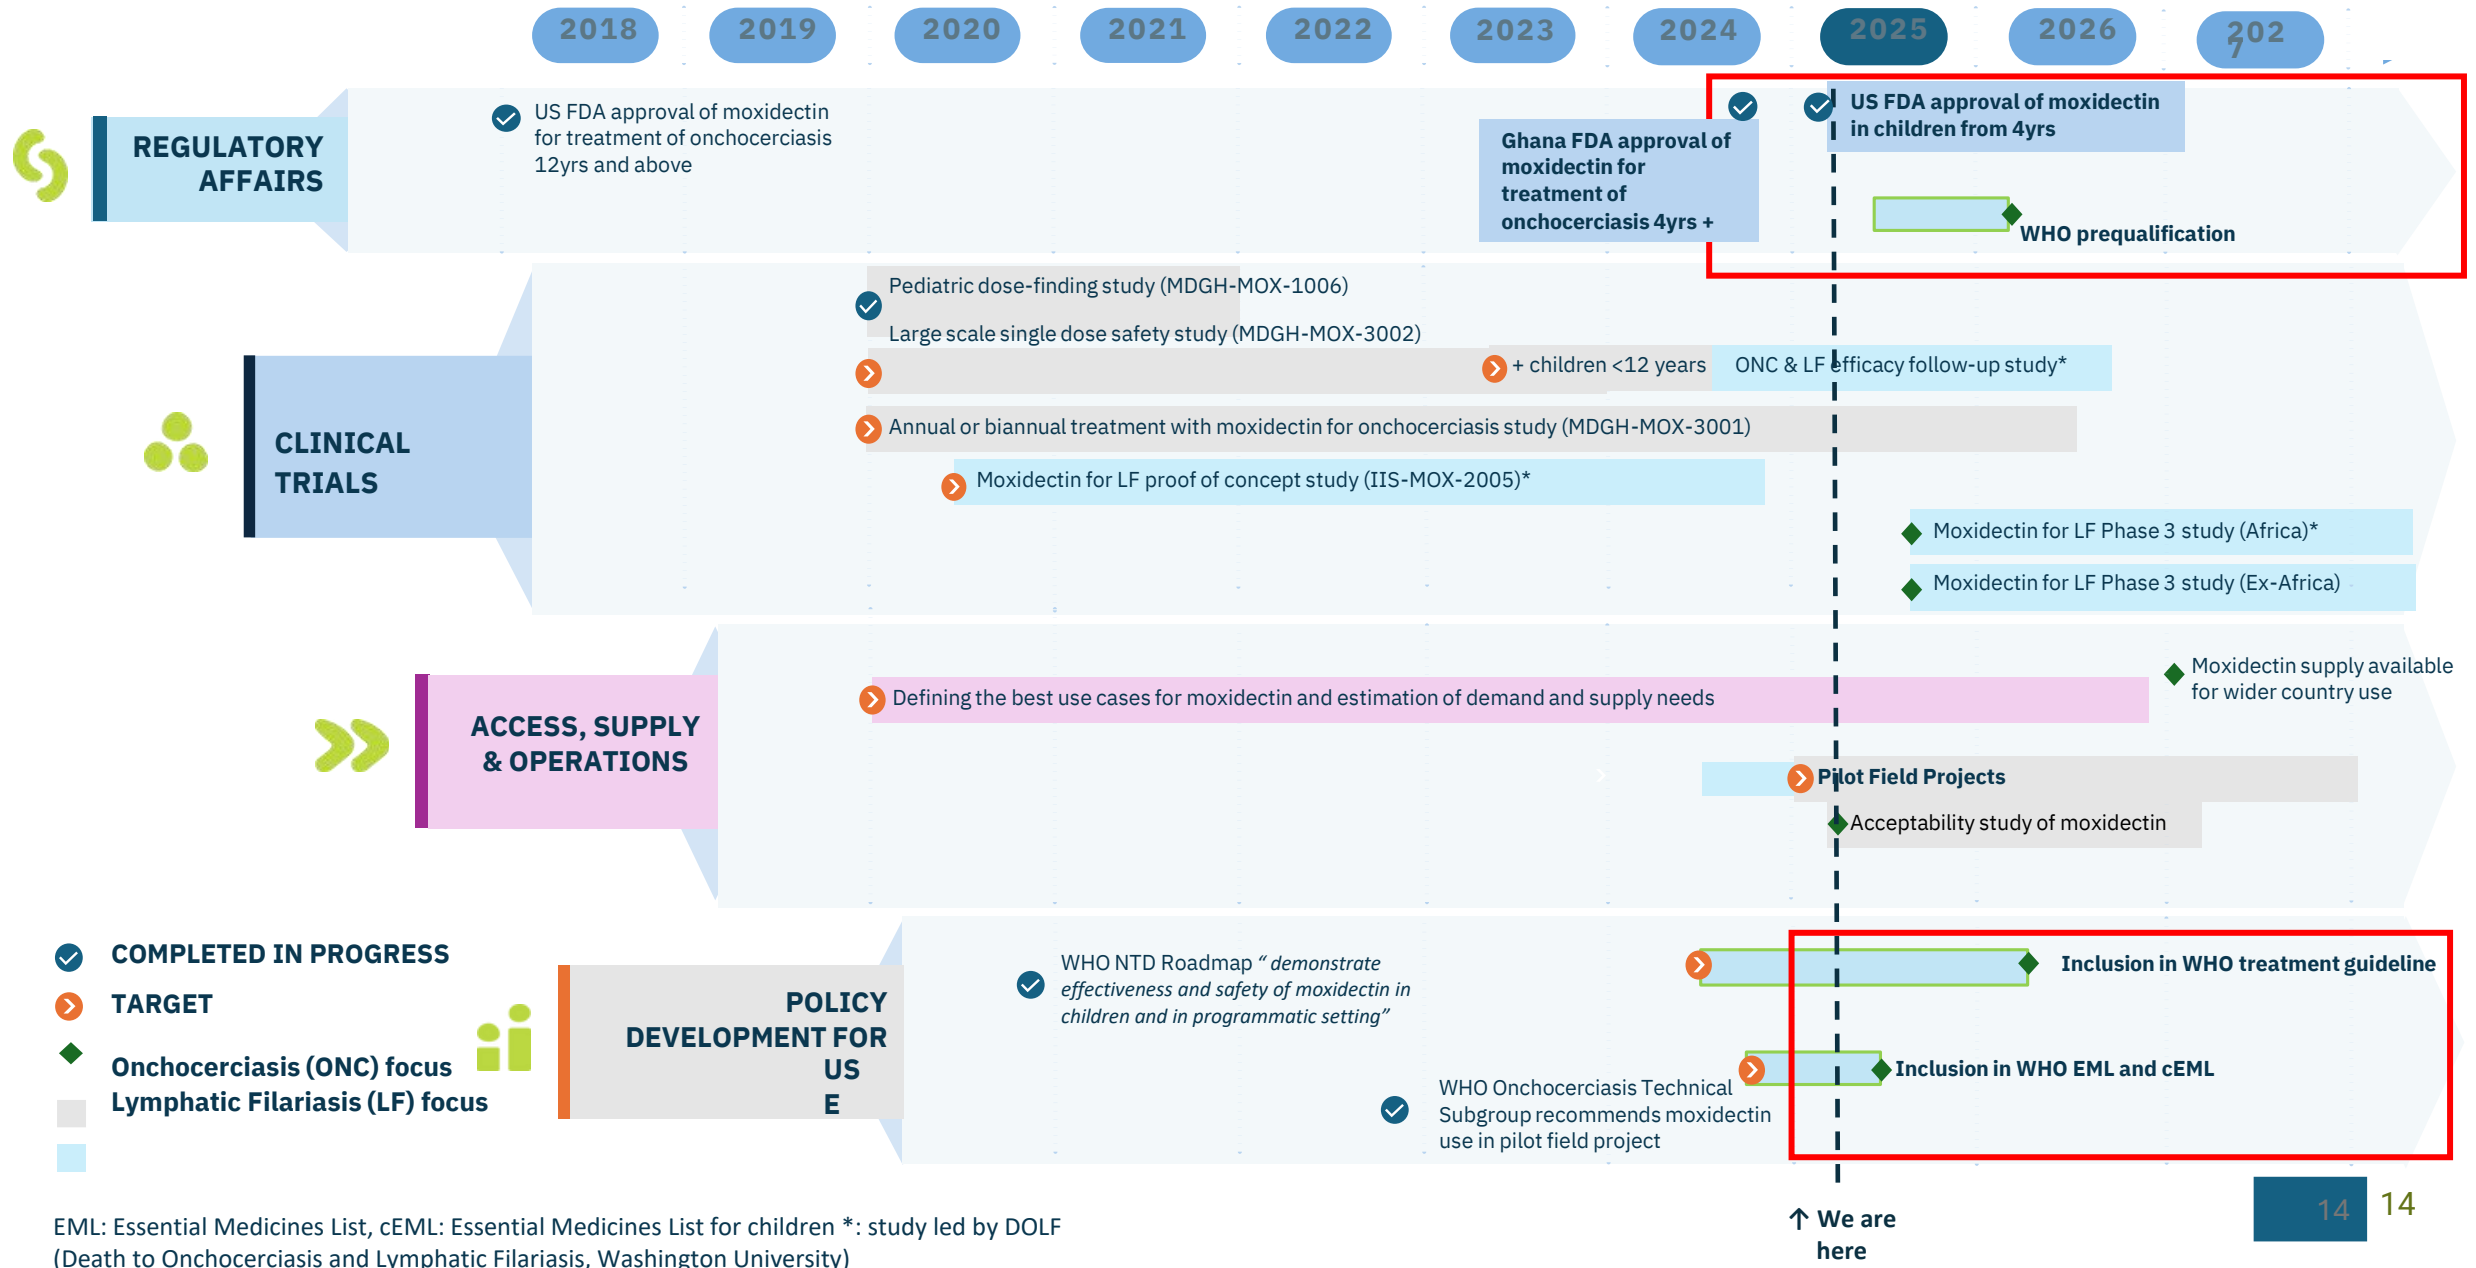 2018 2019 2020 2021 2022 2023 2024 2025 2026 202
7
REGULATORY
AFFAIRS
US FDA approval of moxidectin
for treatment of onchocerciasis
12yrs and above
Ghana FDA approval of
moxidectin for
treatment of
onchocerciasis 4yrs +
US FDA approval of moxidectin
in children from 4yrs
WHO prequalification
CLINICAL
TRIALS
Pediatric dose-finding study (MDGH-MOX-1006)
Large scale single dose safety study (MDGH-MOX-3002)
+ children <12 years
ONC & LF efficacy follow-up study*
Annual or biannual treatment with moxidectin for onchocerciasis study (MDGH-MOX-3001)
Moxidectin for LF proof of concept study (IIS-MOX-2005)*
Moxidectin for LF Phase 3 study (Africa)*
Moxidectin for LF Phase 3 study (Ex-Africa)
ACCESS, SUPPLY
& OPERATIONS
Defining the best use cases for moxidectin and estimation of demand and supply needs
Moxidectin supply available
for wider country use
Pilot Field Projects
Acceptability study of moxidectin
COMPLETED IN PROGRESS
TARGET
Onchocerciasis (ONC) focus
Lymphatic Filariasis (LF) focus
POLICY
DEVELOPMENT FOR
US
E
WHO NTD Roadmap “ demonstrate
effectiveness and safety of moxidectin in
children and in programmatic setting”
WHO Onchocerciasis Technical
Subgroup recommends moxidectin
use in pilot field project
Inclusion in WHO treatment guideline
Inclusion in WHO EML and cEML
↑ We are
here
14 14
EML: Essential Medicines List, cEML: Essential Medicines List for children *: study led by DOLF
(Death to Onchocerciasis and Lymphatic Filariasis, Washington University)